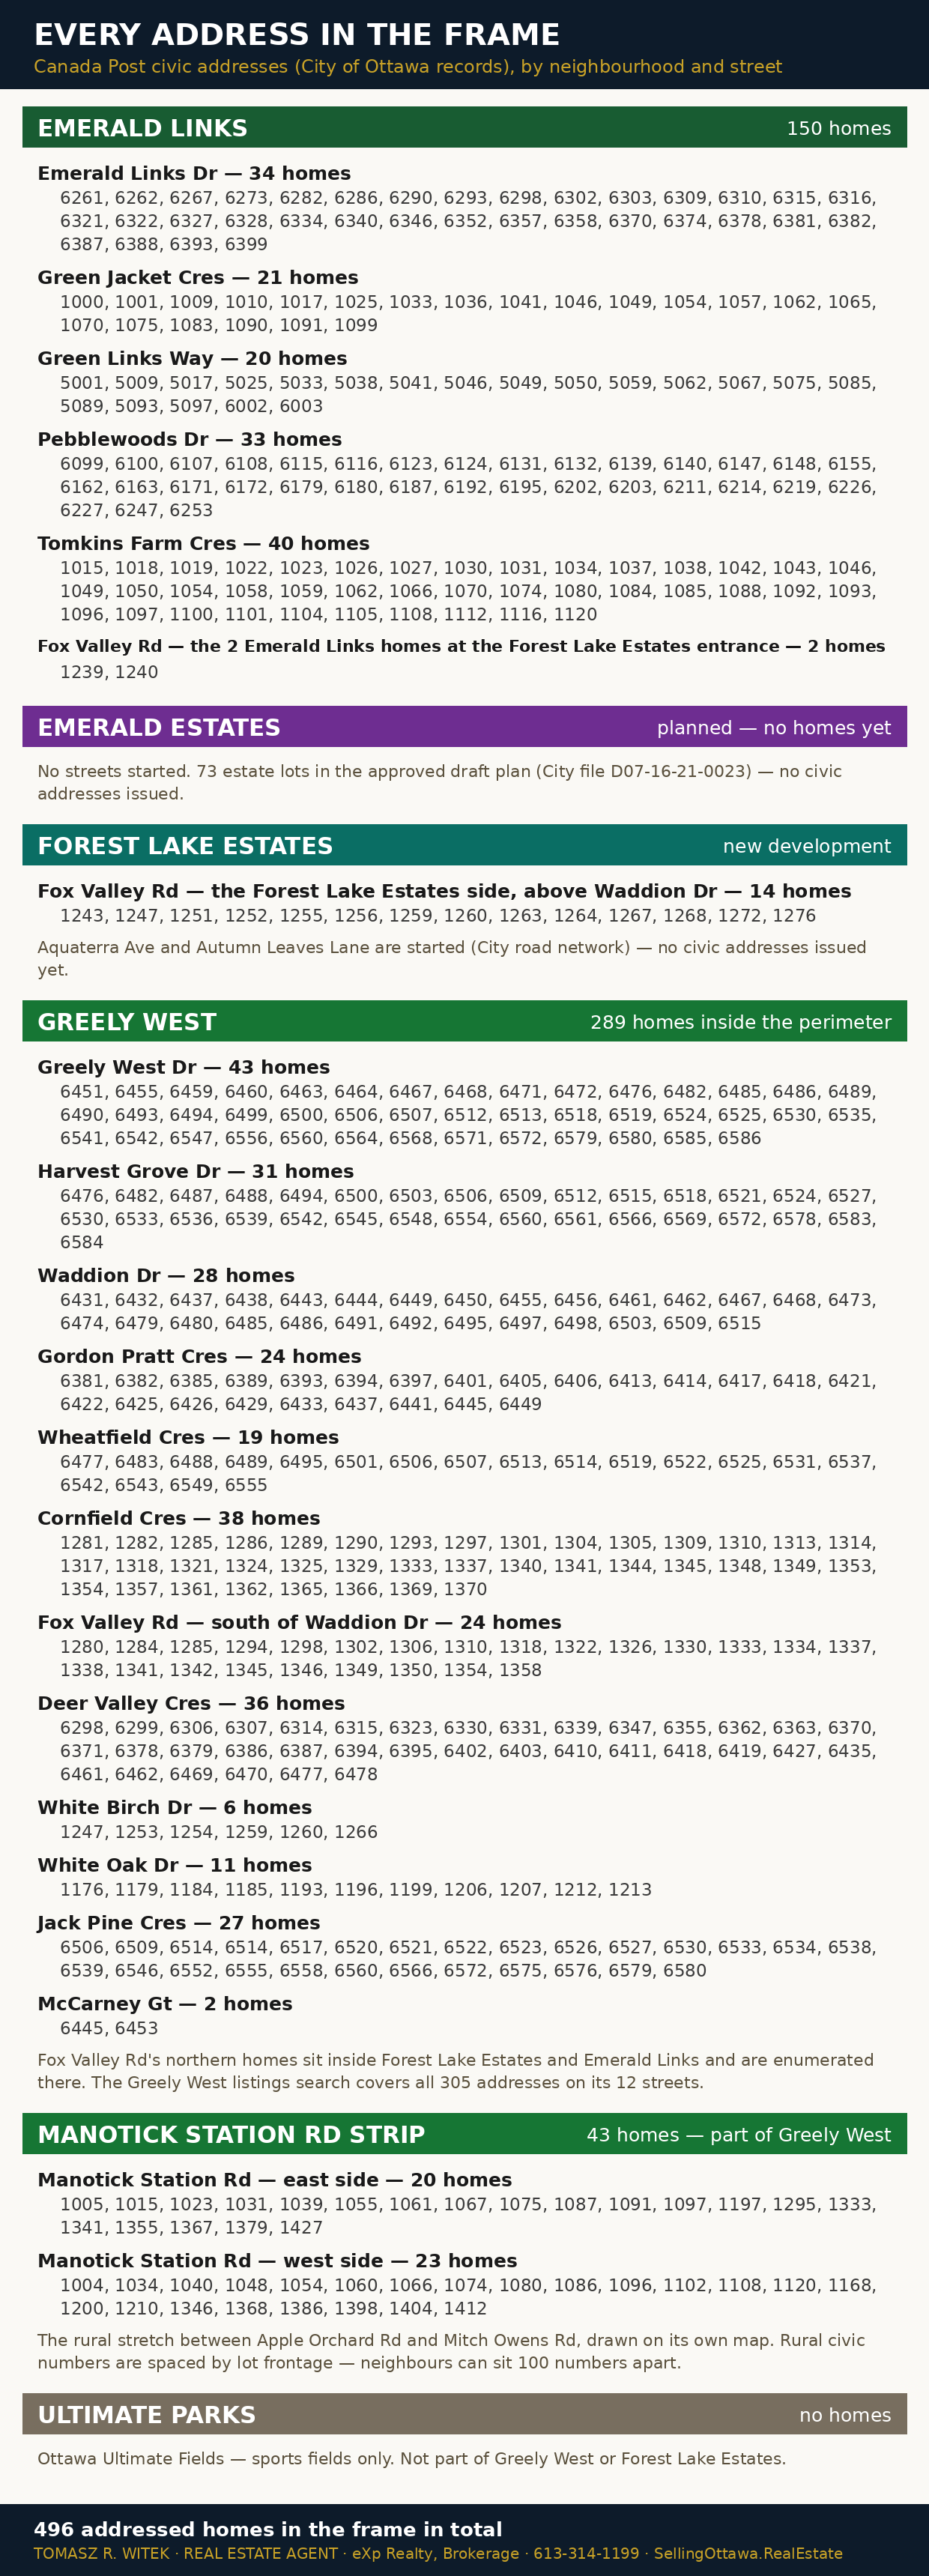 EVERY ADDRESS IN THE FRAME
Canada Post civic addresses (City of Ottawa records), by neighbourhood and street
EMERALD LINKS 150 homes
Emerald Links Dr — 34 homes
6261, 6262, 6267, 6273, 6282, 6286, 6290, 6293, 6298, 6302, 6303, 6309, 6310, 6315, 6316,
6321, 6322, 6327, 6328, 6334, 6340, 6346, 6352, 6357, 6358, 6370, 6374, 6378, 6381, 6382,
6387, 6388, 6393, 6399
Green Jacket Cres — 21 homes
1000, 1001, 1009, 1010, 1017, 1025, 1033, 1036, 1041, 1046, 1049, 1054, 1057, 1062, 1065,
1070, 1075, 1083, 1090, 1091, 1099
Green Links Way — 20 homes
5001, 5009, 5017, 5025, 5033, 5038, 5041, 5046, 5049, 5050, 5059, 5062, 5067, 5075, 5085,
5089, 5093, 5097, 6002, 6003
Pebblewoods Dr — 33 homes
6099, 6100, 6107, 6108, 6115, 6116, 6123, 6124, 6131, 6132, 6139, 6140, 6147, 6148, 6155,
6162, 6163, 6171, 6172, 6179, 6180, 6187, 6192, 6195, 6202, 6203, 6211, 6214, 6219, 6226,
6227, 6247, 6253
Tomkins Farm Cres — 40 homes
1015, 1018, 1019, 1022, 1023, 1026, 1027, 1030, 1031, 1034, 1037, 1038, 1042, 1043, 1046,
1049, 1050, 1054, 1058, 1059, 1062, 1066, 1070, 1074, 1080, 1084, 1085, 1088, 1092, 1093,
1096, 1097, 1100, 1101, 1104, 1105, 1108, 1112, 1116, 1120
Fox Valley Rd — the 2 Emerald Links homes at the Forest Lake Estates entrance — 2 homes
1239, 1240
EMERALD ESTATES planned — no homes yet
No streets started. 73 estate lots in the approved draft plan (City file D07-16-21-0023) — no civic
addresses issued.
FOREST LAKE ESTATES new development
Fox Valley Rd — the Forest Lake Estates side, above Waddion Dr — 14 homes
1243, 1247, 1251, 1252, 1255, 1256, 1259, 1260, 1263, 1264, 1267, 1268, 1272, 1276
Aquaterra Ave and Autumn Leaves Lane are started (City road network) — no civic addresses issued
yet.
GREELY WEST 289 homes inside the perimeter
Greely West Dr — 43 homes
6451, 6455, 6459, 6460, 6463, 6464, 6467, 6468, 6471, 6472, 6476, 6482, 6485, 6486, 6489,
6490, 6493, 6494, 6499, 6500, 6506, 6507, 6512, 6513, 6518, 6519, 6524, 6525, 6530, 6535,
6541, 6542, 6547, 6556, 6560, 6564, 6568, 6571, 6572, 6579, 6580, 6585, 6586
Harvest Grove Dr — 31 homes
6476, 6482, 6487, 6488, 6494, 6500, 6503, 6506, 6509, 6512, 6515, 6518, 6521, 6524, 6527,
6530, 6533, 6536, 6539, 6542, 6545, 6548, 6554, 6560, 6561, 6566, 6569, 6572, 6578, 6583,
6584
Waddion Dr — 28 homes
6431, 6432, 6437, 6438, 6443, 6444, 6449, 6450, 6455, 6456, 6461, 6462, 6467, 6468, 6473,
6474, 6479, 6480, 6485, 6486, 6491, 6492, 6495, 6497, 6498, 6503, 6509, 6515
Gordon Pratt Cres — 24 homes
6381, 6382, 6385, 6389, 6393, 6394, 6397, 6401, 6405, 6406, 6413, 6414, 6417, 6418, 6421,
6422, 6425, 6426, 6429, 6433, 6437, 6441, 6445, 6449
Wheatfield Cres — 19 homes
6477, 6483, 6488, 6489, 6495, 6501, 6506, 6507, 6513, 6514, 6519, 6522, 6525, 6531, 6537,
6542, 6543, 6549, 6555
Cornfield Cres — 38 homes
1281, 1282, 1285, 1286, 1289, 1290, 1293, 1297, 1301, 1304, 1305, 1309, 1310, 1313, 1314,
1317, 1318, 1321, 1324, 1325, 1329, 1333, 1337, 1340, 1341, 1344, 1345, 1348, 1349, 1353,
1354, 1357, 1361, 1362, 1365, 1366, 1369, 1370
Fox Valley Rd — south of Waddion Dr — 24 homes
1280, 1284, 1285, 1294, 1298, 1302, 1306, 1310, 1318, 1322, 1326, 1330, 1333, 1334, 1337,
1338, 1341, 1342, 1345, 1346, 1349, 1350, 1354, 1358
Deer Valley Cres — 36 homes
6298, 6299, 6306, 6307, 6314, 6315, 6323, 6330, 6331, 6339, 6347, 6355, 6362, 6363, 6370,
6371, 6378, 6379, 6386, 6387, 6394, 6395, 6402, 6403, 6410, 6411, 6418, 6419, 6427, 6435,
6461, 6462, 6469, 6470, 6477, 6478
White Birch Dr — 6 homes
1247, 1253, 1254, 1259, 1260, 1266
White Oak Dr — 11 homes
1176, 1179, 1184, 1185, 1193, 1196, 1199, 1206, 1207, 1212, 1213
Jack Pine Cres — 27 homes
6506, 6509, 6514, 6514, 6517, 6520, 6521, 6522, 6523, 6526, 6527, 6530, 6533, 6534, 6538,
6539, 6546, 6552, 6555, 6558, 6560, 6566, 6572, 6575, 6576, 6579, 6580
McCarney Gt — 2 homes
6445, 6453
Fox Valley Rd's northern homes sit inside Forest Lake Estates and Emerald Links and are enumerated
there. The Greely West listings search covers all 305 addresses on its 12 streets.
MANOTICK STATION RD STRIP 43 homes — part of Greely West
Manotick Station Rd — east side — 20 homes
1005, 1015, 1023, 1031, 1039, 1055, 1061, 1067, 1075, 1087, 1091, 1097, 1197, 1295, 1333,
1341, 1355, 1367, 1379, 1427
Manotick Station Rd — west side — 23 homes
1004, 1034, 1040, 1048, 1054, 1060, 1066, 1074, 1080, 1086, 1096, 1102, 1108, 1120, 1168,
1200, 1210, 1346, 1368, 1386, 1398, 1404, 1412
The rural stretch between Apple Orchard Rd and Mitch Owens Rd, drawn on its own map. Rural civic
numbers are spaced by lot frontage — neighbours can sit 100 numbers apart.
ULTIMATE PARKS no homes
Ottawa Ultimate Fields — sports fields only. Not part of Greely West or Forest Lake Estates.
496 addressed homes in the frame in total
TOMASZ R. WITEK · REAL ESTATE AGENT · eXp Realty, Brokerage · 613-314-1199 · SellingOttawa.RealEstate